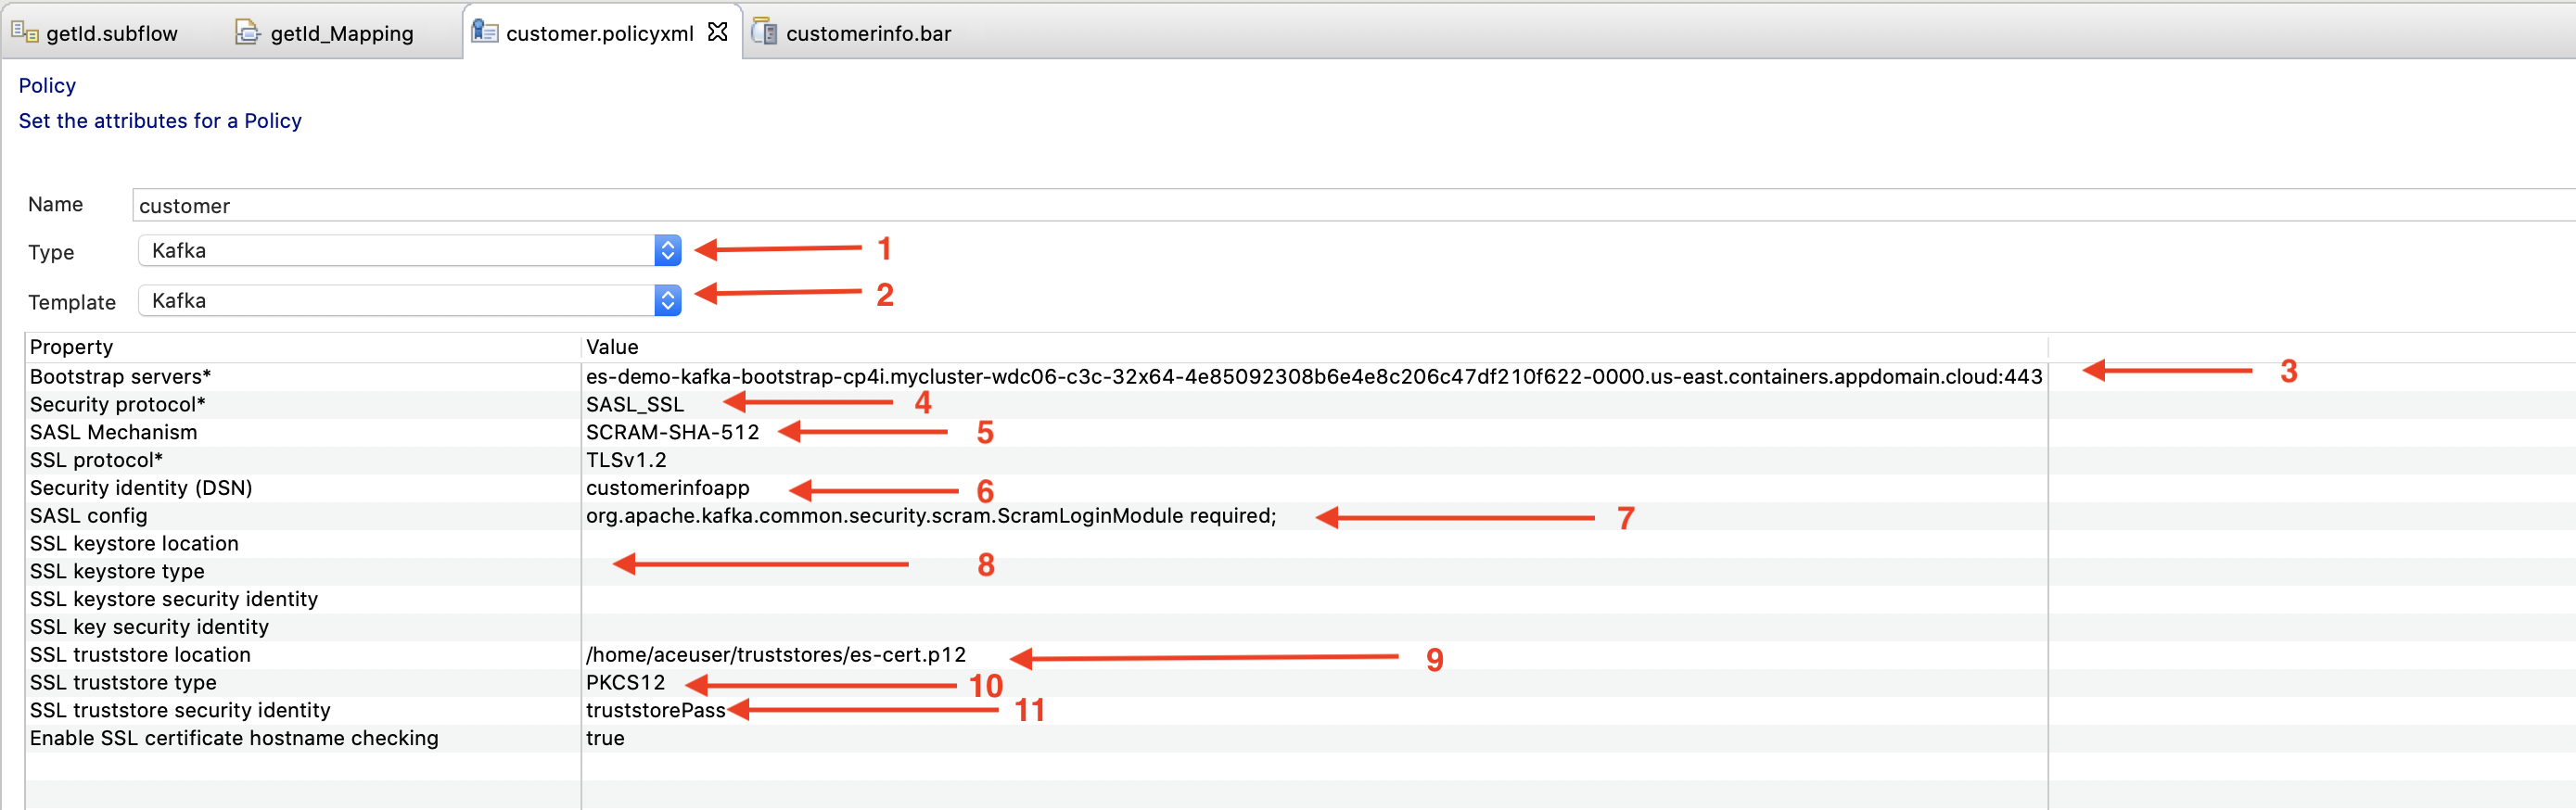 getId.subflow getId_Mapping customer.policyxml customerinfo.bar
Policy
Set the attributes for a Policy
Name customer
Type Kafka 1
Template Kafka 2
Property Value
Bootstrap servers* es-demo-kafka-bootstrap-cp4i.mycluster-wdc06-c3c-32x64-4e85092308b6e4e8c206c47df210f622-0000.us-east.containers.appdomain.cloud:443 3
Security protocol* SASL_SSL 4
SASL Mechanism SCRAM-SHA-512 5
SSL protocol* TLSv1.2
Security identity (DSN) customerinfoapp 6
SASL config org.apache.kafka.common.security.scram.ScramLoginModule required; 7
SSL keystore location
SSL keystore type 8
SSL keystore security identity
SSL key security identity
SSL truststore location /home/aceuser/truststores/es-cert.p12 9
SSL truststore type PKCS12 10
SSL truststore security identity truststorePass 11
Enable SSL certificate hostname checking true